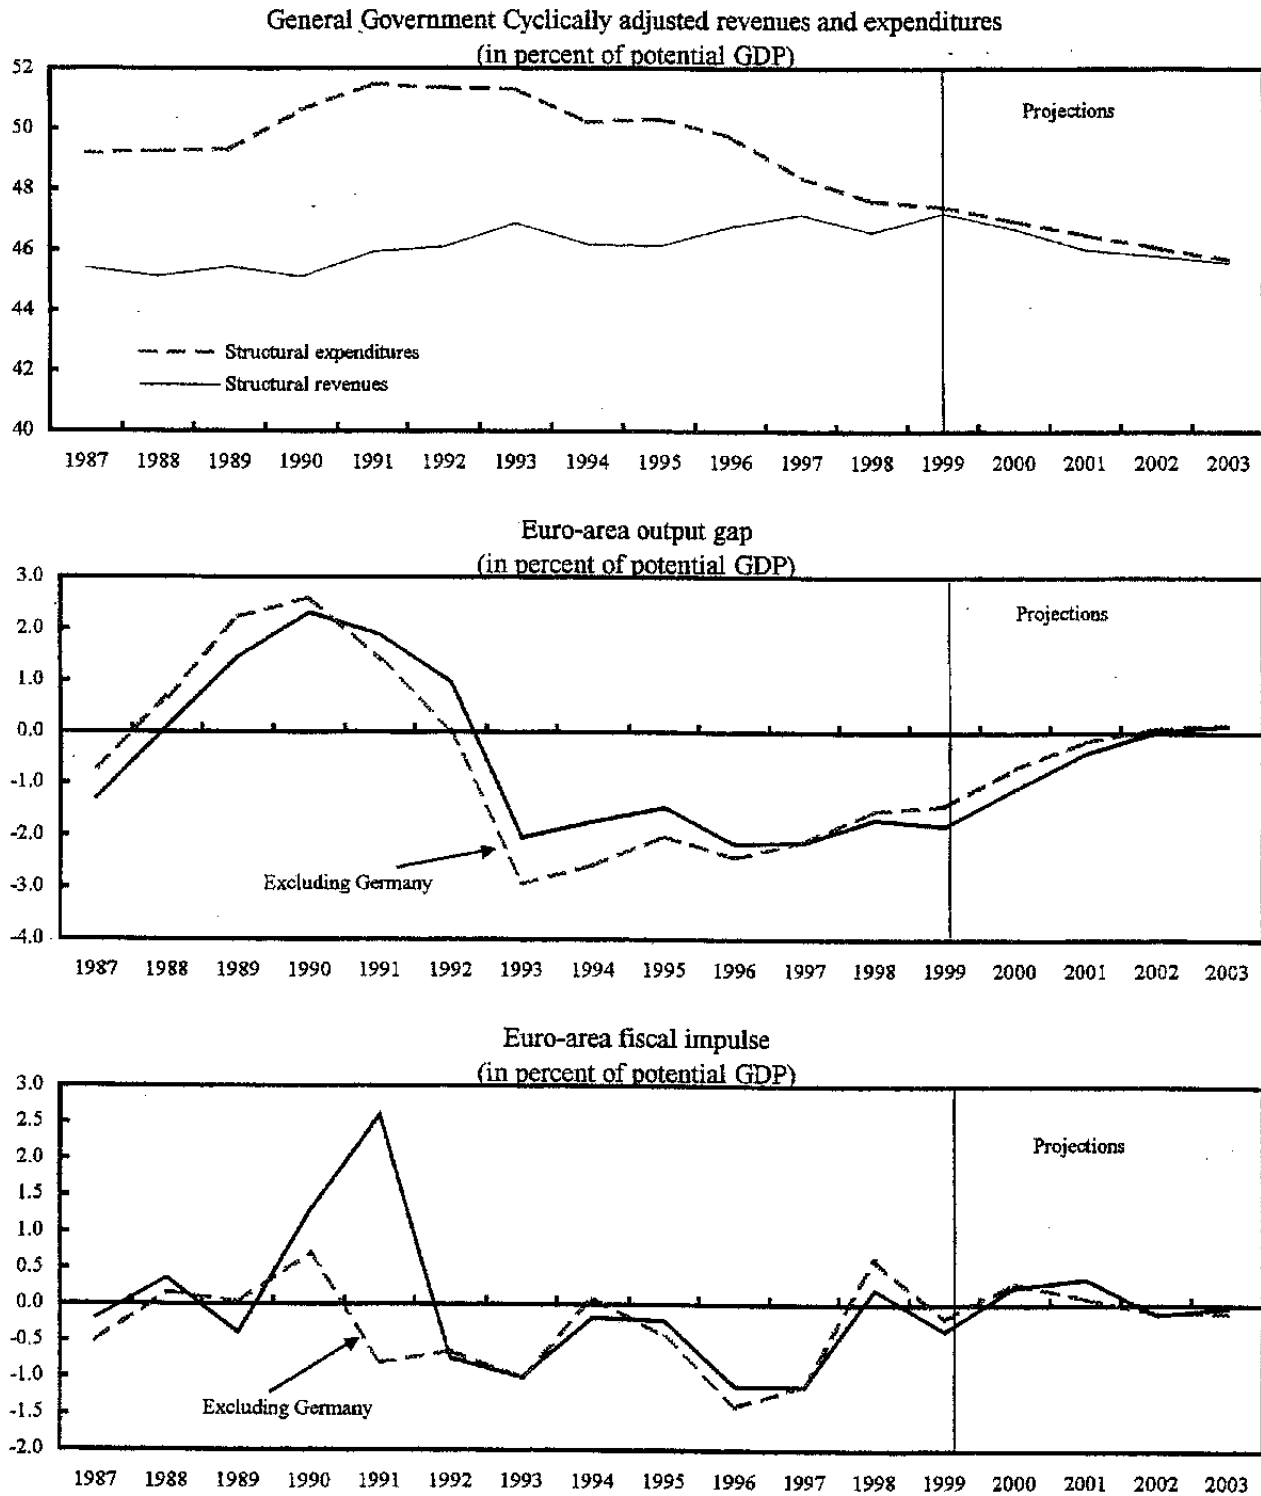 General Government Cyclically adjusted revenues and expenditures
(in percent of potential GDP)
52
50
48
46
44
42
40
Projections
Structural expenditures
Structural revenues
1987 1988 1989 1990 1991 1992 1993 1994 1995 1996 1997 1998 1999 2000 2001 2002 2003
Euro-area output gap
(in percent of potential GDP)
3.0
2.0
1.0
0.0
-1.0
-2.0
-3.0
-4.0
Projections
Excluding Germany
1987 1988 1989 1990 1991 1992 1993 1994 1995 1996 1997 1998 1999 2000 2001 2002 2003
Euro-area fiscal impulse
(in percent of potential GDP)
3.0
2.5
2.0
1.5
1.0
0.5
0.0
-0.5
-1.0
-1.5
-2.0
Projections
Excluding Germany
1987 1988 1989 1990 1991 1992 1993 1994 1995 1996 1997 1998 1999 2000 2001 2002 2003